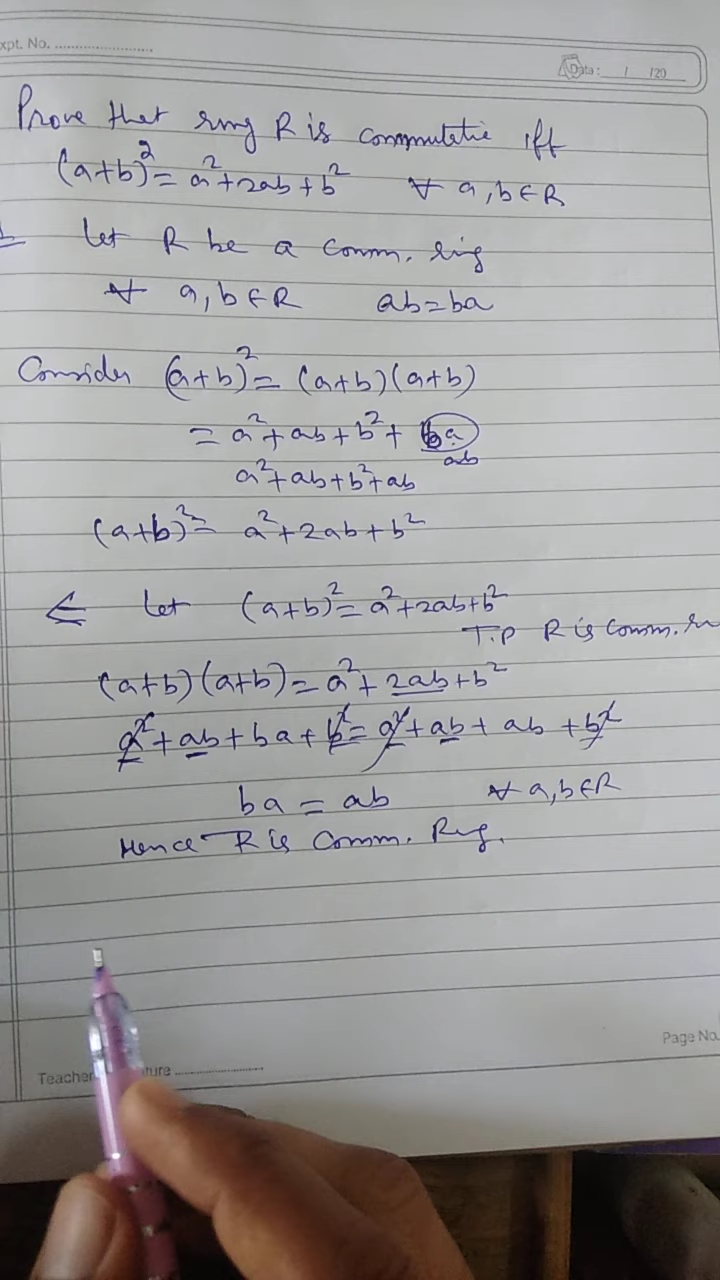 xpt. No. ..........................
Date: / /20
Prove that ring R is commutatie iff
(a+b)² = a² + 2ab + b² ∀ a, b ∈ R
Let R be a comm. ring
∀ a, b ∈ R ab = ba
Consider (a+b)² = (a+b)(a+b)
= a² + ab + b² + ba
ab
a² + ab + b² + ab
(a+b)² = a² + 2ab + b²
⇐ Let (a+b)² = a² + 2ab + b²
T.P R is Comm.
(a+b)(a+b) = a² + 2ab + b²
a² + ab + ba + b² = a² + ab + ab + b²
ba = ab ∀ a, b ∈ R
Hence R is Comm. Ring.
Page No.
Teacher ture ..........................